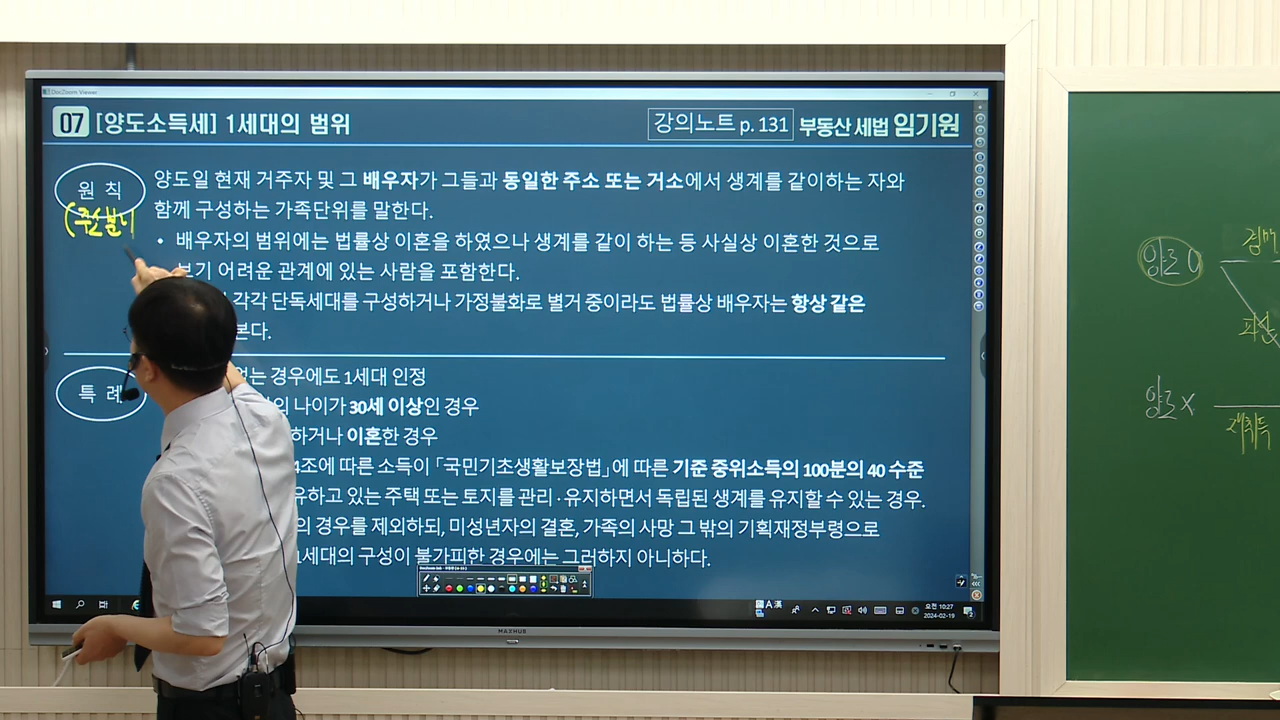 DocZoom Viewer
07 [양도소득세] 1세대의 범위
강의노트 p. 131 부동산 세법 임기원
원 칙
양도일 현재 거주자 및 그 배우자가 그들과 동일한 주소 또는 거소에서 생계를 같이하는 자와
함께 구성하는 가족단위를 말한다.
• 배우자의 범위에는 법률상 이혼을 하였으나 생계를 같이 하는 등 사실상 이혼한 것으로
보기 어려운 관계에 있는 사람을 포함한다.
각각 단독세대를 구성하거나 가정불화로 별거 중이라도 법률상 배우자는 항상 같은
본다.
특 례
없는 경우에도 1세대 인정
의 나이가 30세 이상인 경우
하거나 이혼한 경우
4조에 따른 소득이 「국민기초생활보장법」에 따른 기준 중위소득의 100분의 40 수준
유하고 있는 주택 또는 토지를 관리 · 유지하면서 독립된 생계를 유지할 수 있는 경우.
의 경우를 제외하되, 미성년자의 결혼, 가족의 사망 그 밖의 기획재정부령으로
1세대의 구성이 불가피한 경우에는 그러하지 아니하다.
A 漢
오전 10:27
2024-02-19
MAXHUB
양도 O
양도 X
재취득